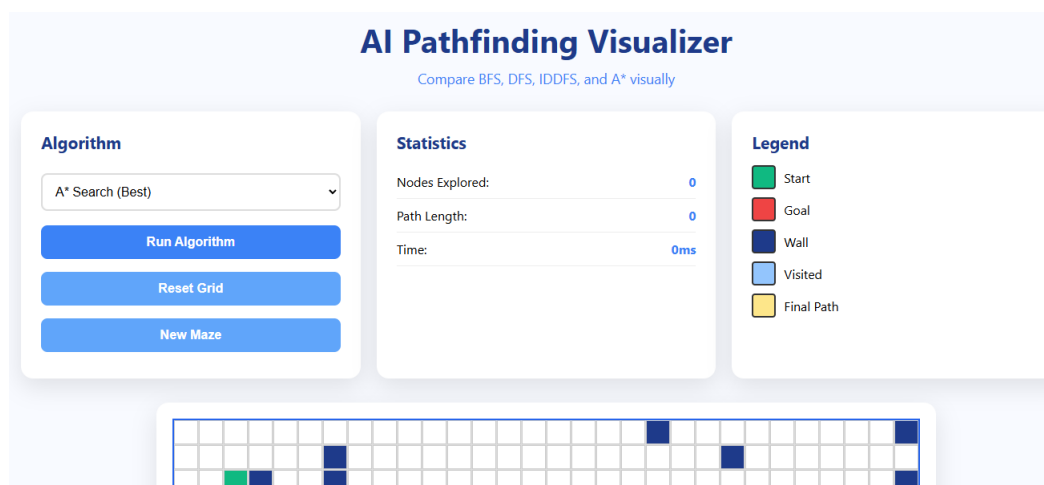 AI Pathfinding Visualizer
Compare BFS, DFS, IDDFS, and A* visually
Algorithm
A* Search (Best)
Run Algorithm
Reset Grid
New Maze
Statistics
Nodes Explored: 0
Path Length: 0
Time: 0ms
Legend
Start
Goal
Wall
Visited
Final Path